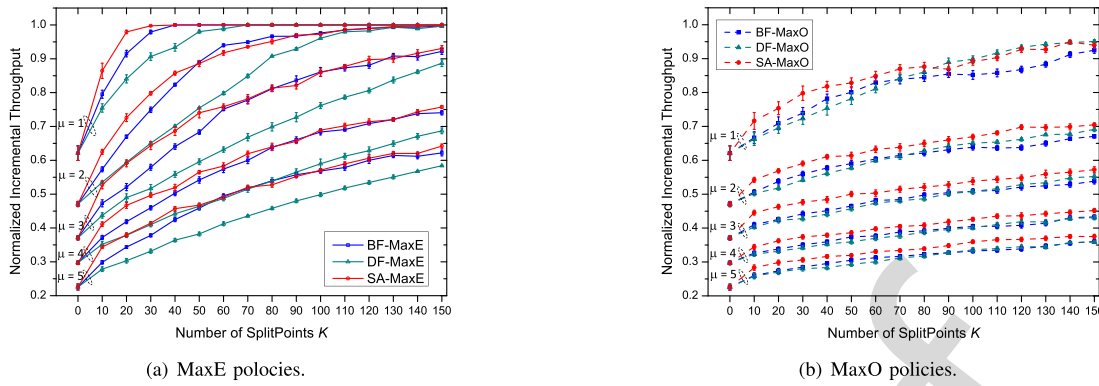 Normalized Incremental Throughput
1.0
0.9
0.8
0.7
0.6
0.5
0.4
0.3
0.2
μ = 1
μ = 2
μ = 3
μ = 4
μ = 5
BF-MaxE
DF-MaxE
SA-MaxE
0 10 20 30 40 50 60 70 80 90 100 110 120 130 140 150
Number of SplitPoints K
(a) MaxE polocies.
Normalized Incremental Throughput
1.0
0.9
0.8
0.7
0.6
0.5
0.4
0.3
0.2
BF-MaxO
DF-MaxO
SA-MaxO
μ = 1
μ = 2
μ = 3
μ = 4
μ = 5
0 10 20 30 40 50 60 70 80 90 100 110 120 130 140 150
Number of SplitPoints K
(b) MaxO policies.